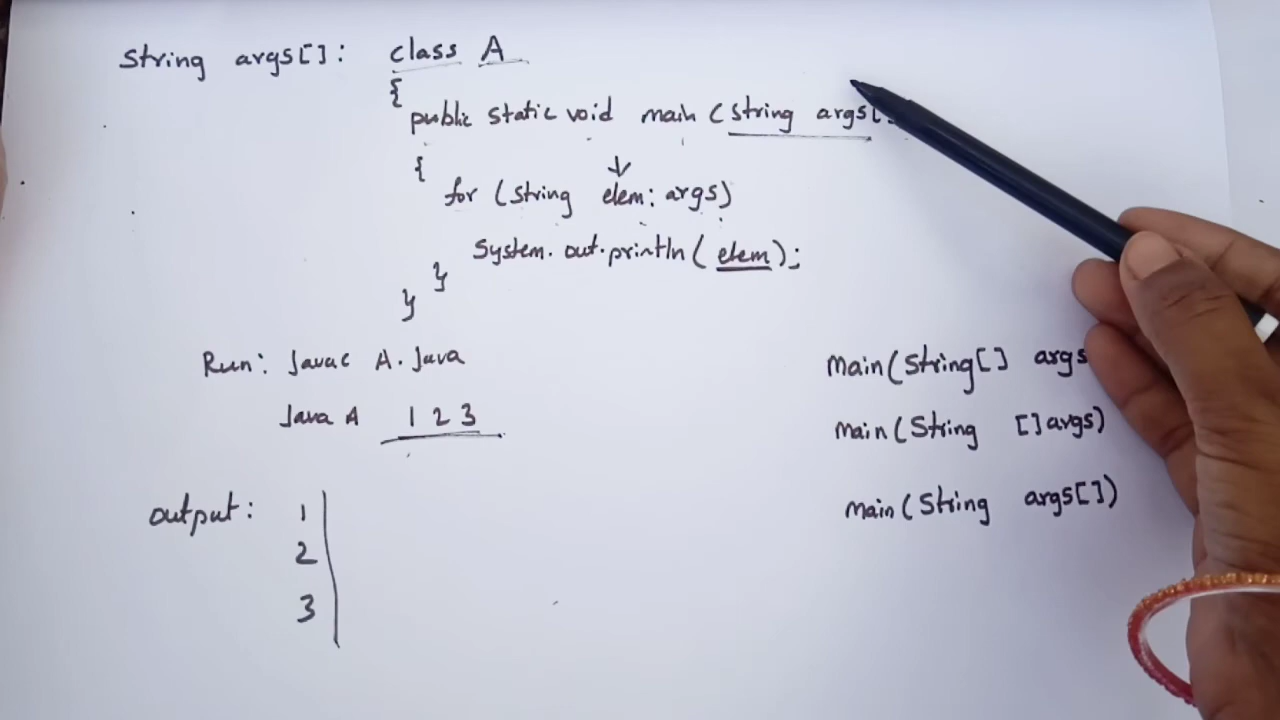 String args[]: class A
{
public static void main (String args[
{
for (String elem: args)
System.out.println(elem);
}
}
Run: Javac A.Java
Java A 1 2 3
output: 1
2
3
main(String[] args
main(String []args)
main(String args[])